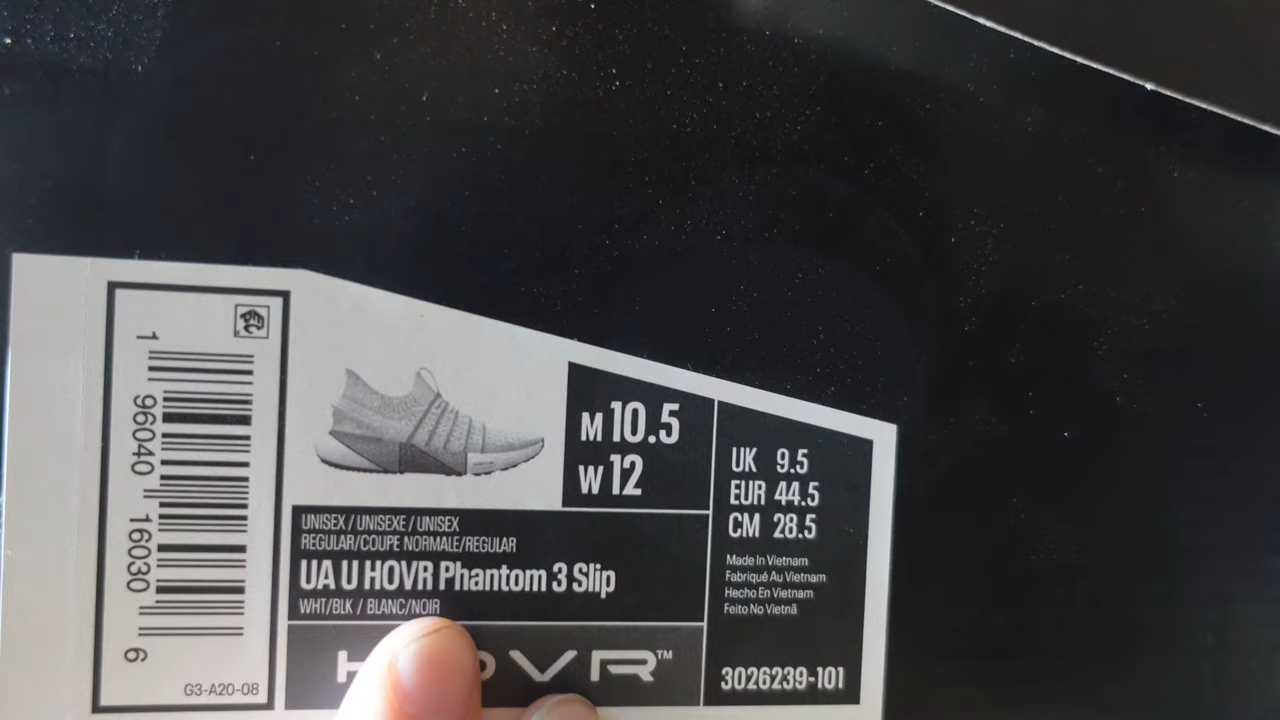 1 96040 16030 6
G3-A20-08
M 10.5
W 12
UK 9.5
EUR 44.5
CM 28.5
UNISEX / UNISEXE / UNISEX
REGULAR/COUPE NORMALE/REGULAR
UA U HOVR Phantom 3 Slip
WHT/BLK / BLANC/NOIR
Made In Vietnam
Fabriqué Au Vietnam
Hecho En Vietnam
Feito No Vietnã
3026239-101